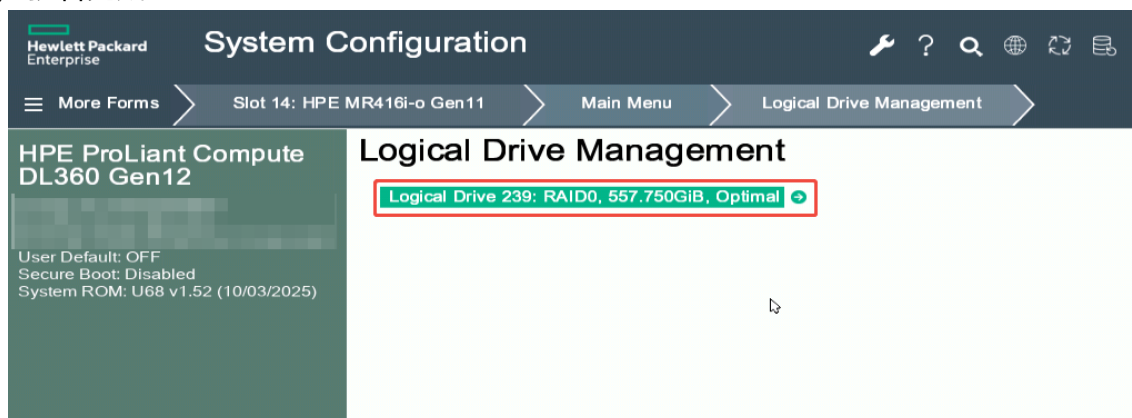 Hewlett Packard
Enterprise
System Configuration
More Forms
Slot 14: HPE MR416i-o Gen11
Main Menu
Logical Drive Management
HPE ProLiant Compute
DL360 Gen12
User Default: OFF
Secure Boot: Disabled
System ROM: U68 v1.52 (10/03/2025)
Logical Drive Management
Logical Drive 239: RAID0, 557.750GiB, Optimal